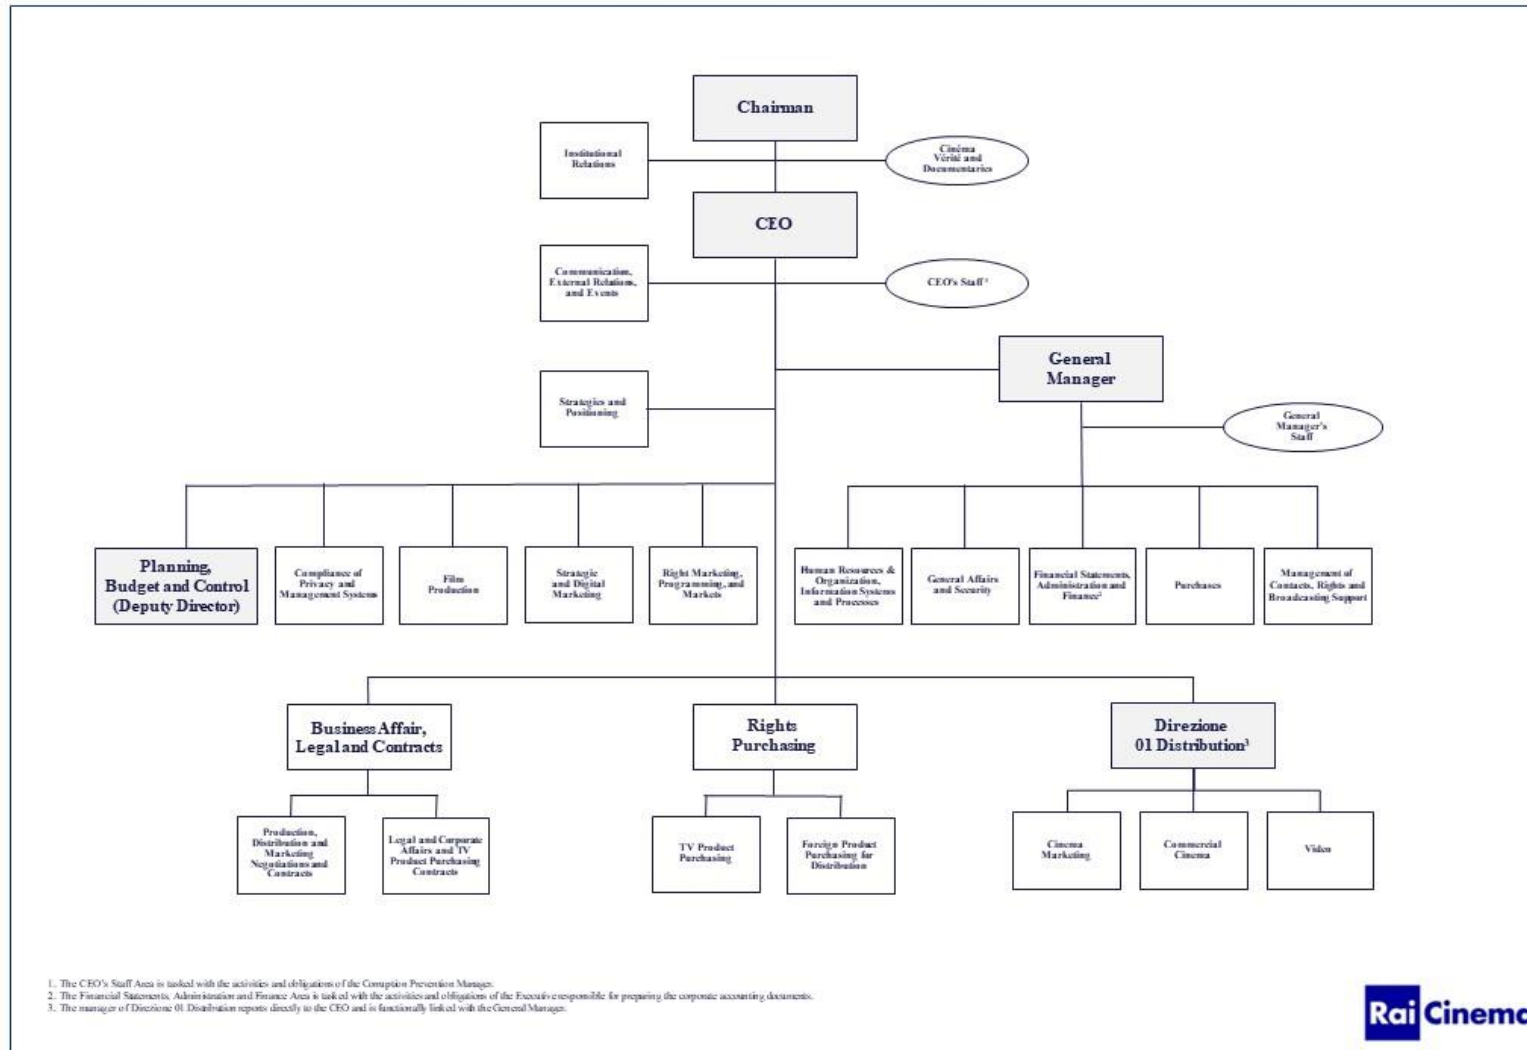 Chairman
Institutional
Relations
Cinéma
Vérité and
Documentaries
CEO
Communication,
External Relations,
and Events
CEO's Staff ¹
General
Manager
Strategies and
Positioning
General
Manager's
Staff
Planning,
Budget and Control
(Deputy Director)
Compliance of
Privacy and
Management Systems
Film
Production
Strategic
and Digital
Marketing
Right Marketing,
Programming, and
Markets
Human Resources &
Organization,
Information Systems
and Processes
General Affairs
and Security
Financial Statements,
Administration and
Finance²
Purchases
Management of
Contacts, Rights and
Broadcasting Support
Business Affair,
Legal and Contracts
Rights
Purchasing
Direzione
01 Distribution³
Production,
Distribution and
Marketing
Negotiations and
Contracts
Legal and Corporate
Affairs and TV
Product Purchasing
Contracts
TV Product
Purchasing
Foreign Product
Purchasing for
Distribution
Cinema
Marketing
Commercial
Cinema
Video
1. The CEO's Staff Area is tasked with the activities and obligations of the Corruption Prevention Manager.
2. The Financial Statements, Administration and Finance Area is tasked with the activities and obligations of the Executive responsible for preparing the corporate accounting documents.
3. The manager of Direzione 01 Distribution reports directly to the CEO and is functionally linked with the General Manager.
Rai Cinema